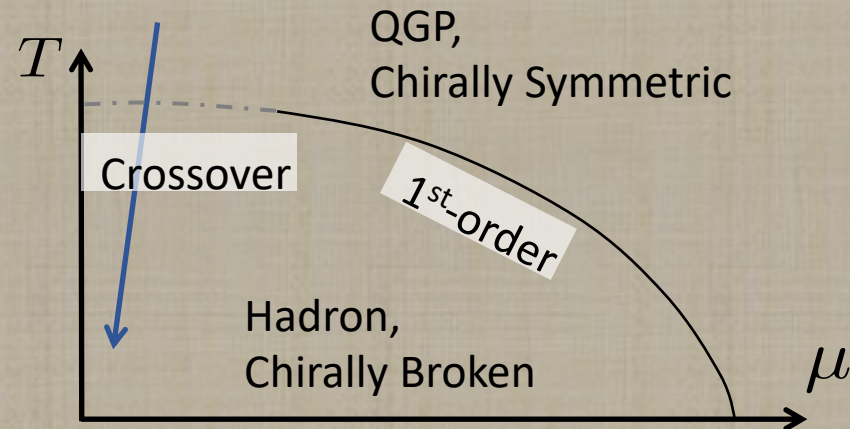 QGP,
T
Chirally Symmetric
Crossover
1st-order
Hadron,
μ
Chirally Broken